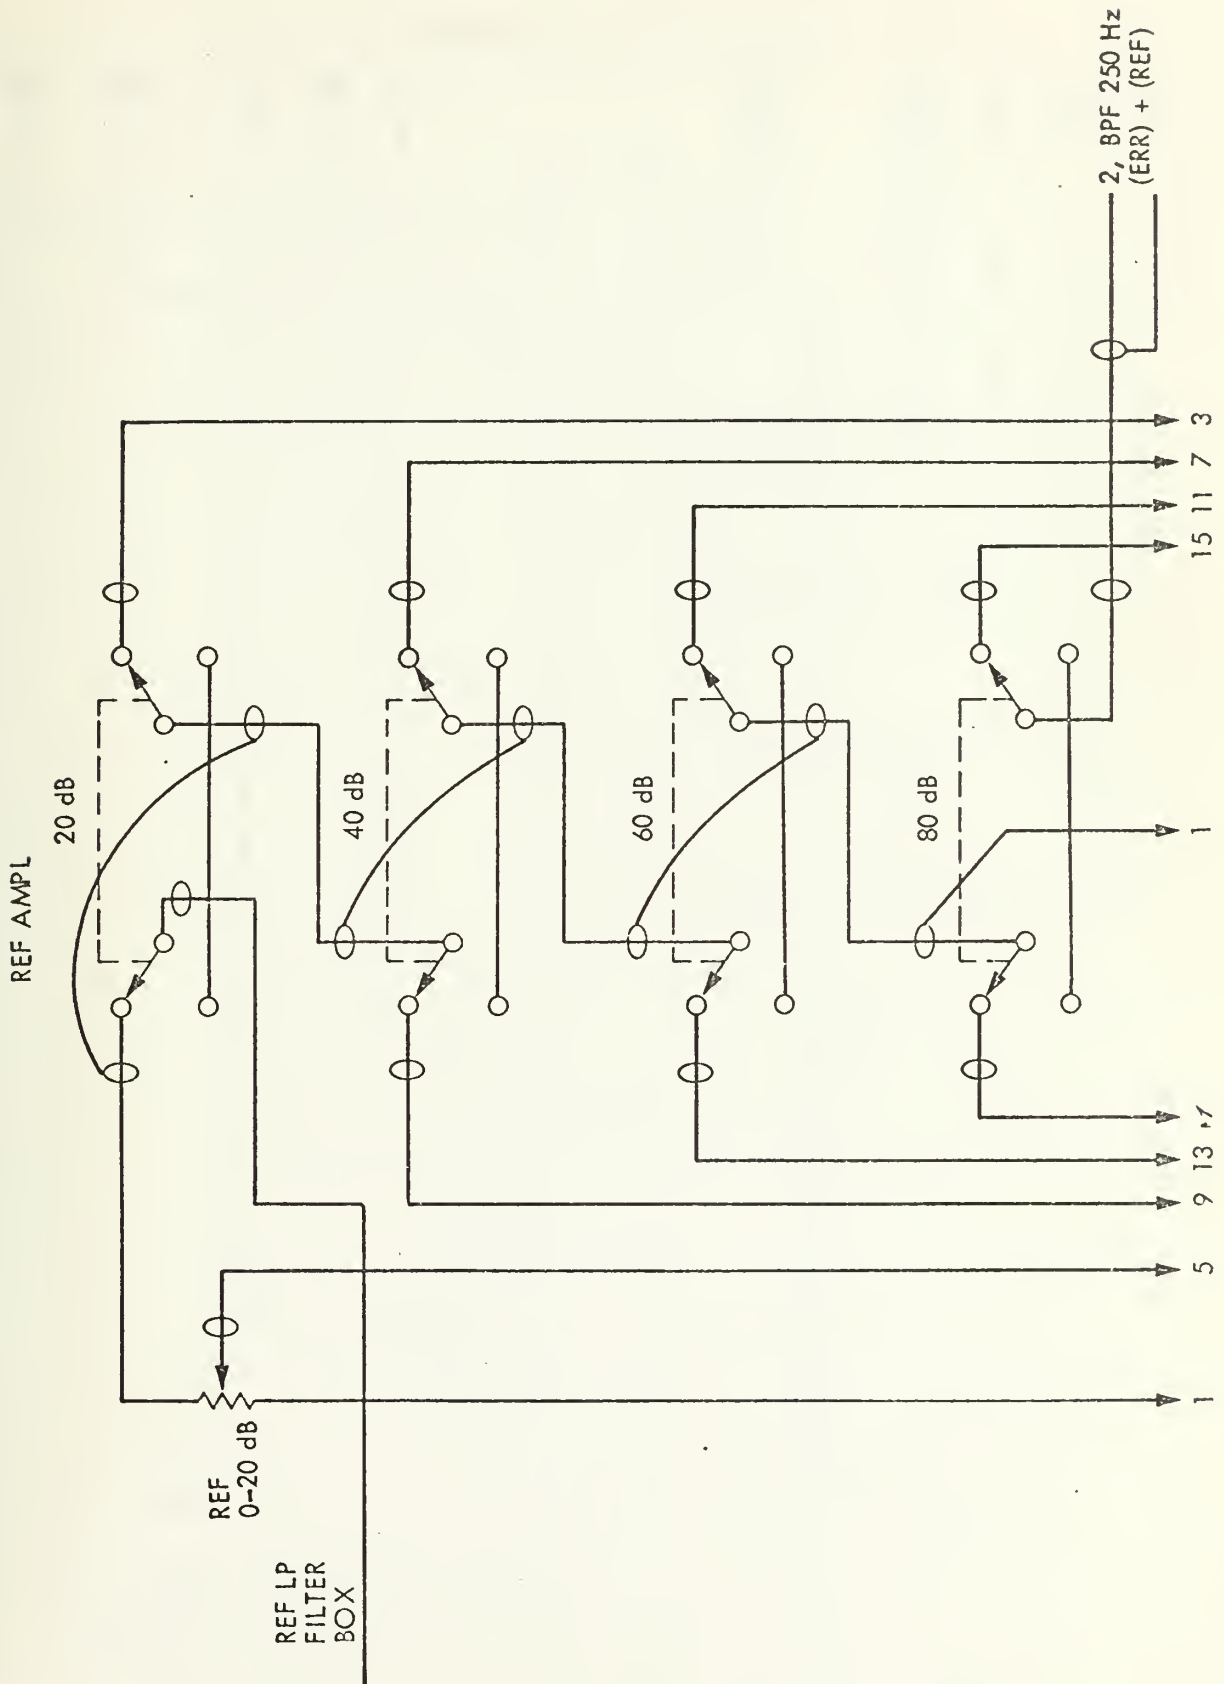 REF AMPL
20 dB
40 dB
60 dB
80 dB
REF
0-20 dB
REF LP
FILTER
BOX
2, BPF 250 Hz
(ERR) + (REF)
1
5
9
13
1
15
11
7
3